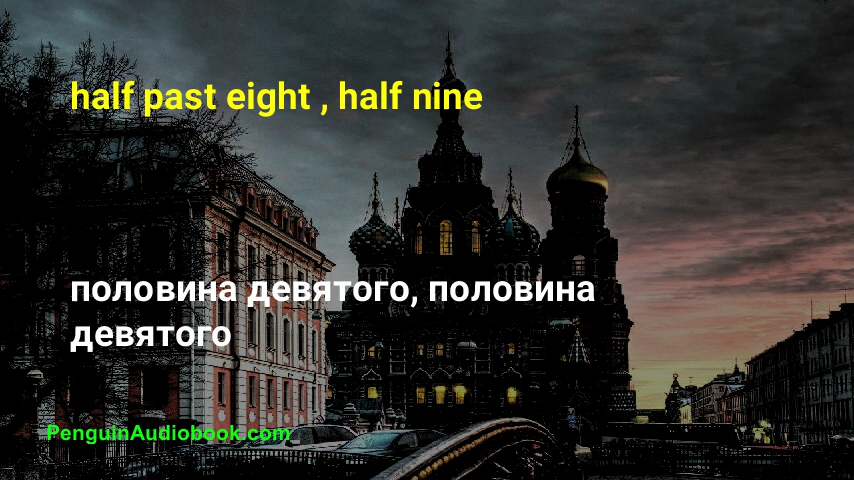 half past eight , half nine
половина девятого, половина
девятого
PenguinAudiobook.com